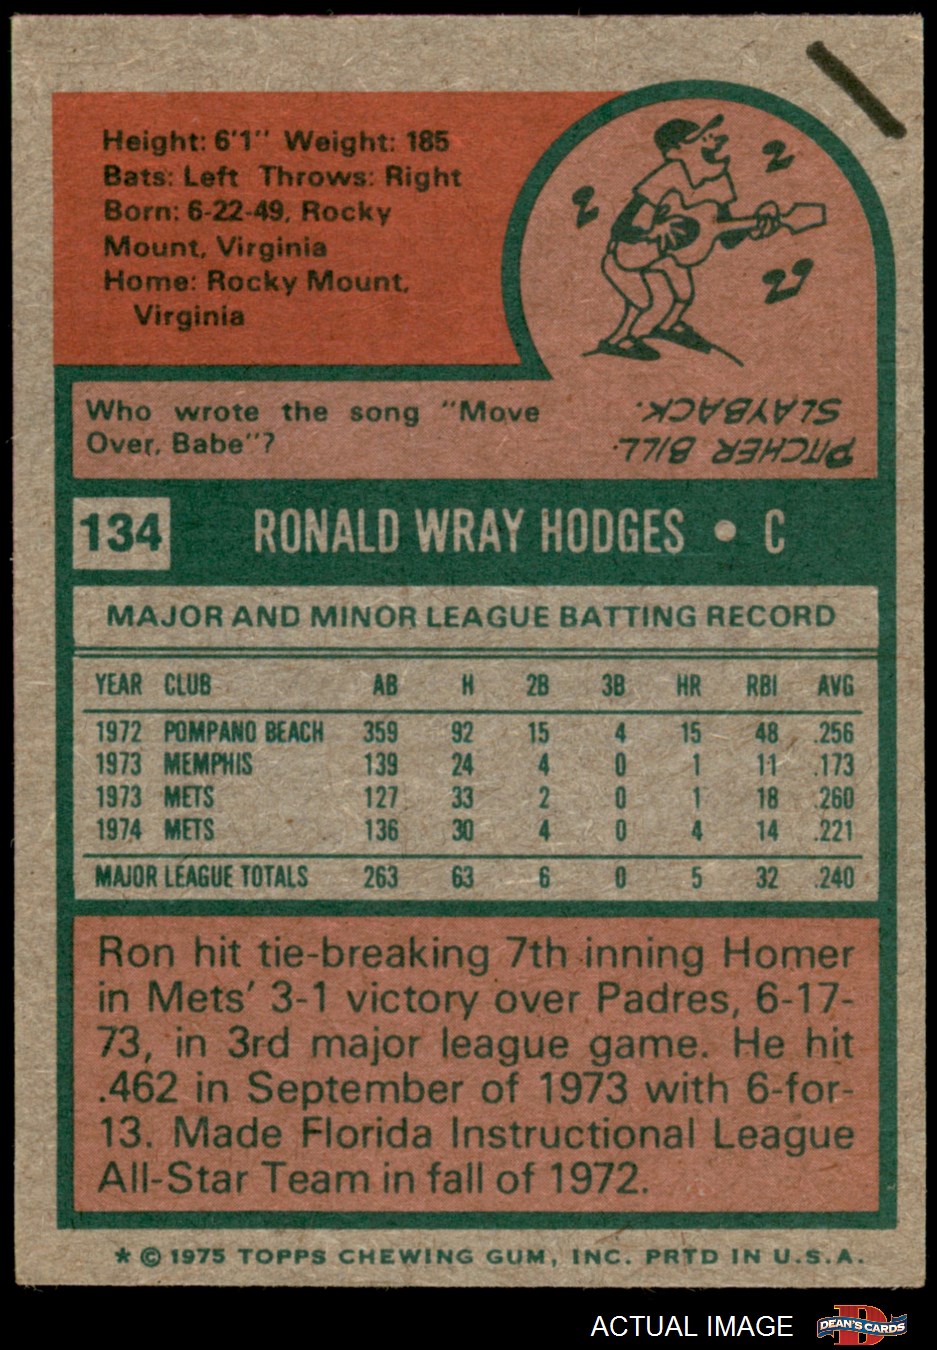 Height: 6'1" Weight: 185
Bats: Left Throws: Right
Born: 6-22-49, Rocky
Mount, Virginia
Home: Rocky Mount,
Virginia
Who wrote the song "Move
Over, Babe"?
PITCHER BILL
SLAYBACK.
134 RONALD WRAY HODGES • C
MAJOR AND MINOR LEAGUE BATTING RECORD
YEAR CLUB AB H 2B 3B HR RBI AVG
1972 POMPANO BEACH 359 92 15 4 15 48 .256
1973 MEMPHIS 139 24 4 0 1 11 .173
1973 METS 127 33 2 0 1 18 .260
1974 METS 136 30 4 0 4 14 .221
MAJOR LEAGUE TOTALS 263 63 6 0 5 32 .240
Ron hit tie-breaking 7th inning Homer
in Mets' 3-1 victory over Padres, 6-17-
73, in 3rd major league game. He hit
.462 in September of 1973 with 6-for-
13. Made Florida Instructional League
All-Star Team in fall of 1972.
* © 1975 TOPPS CHEWING GUM, INC. PRTD IN U.S.A.
ACTUAL IMAGE
D
DEAN'S CARDS